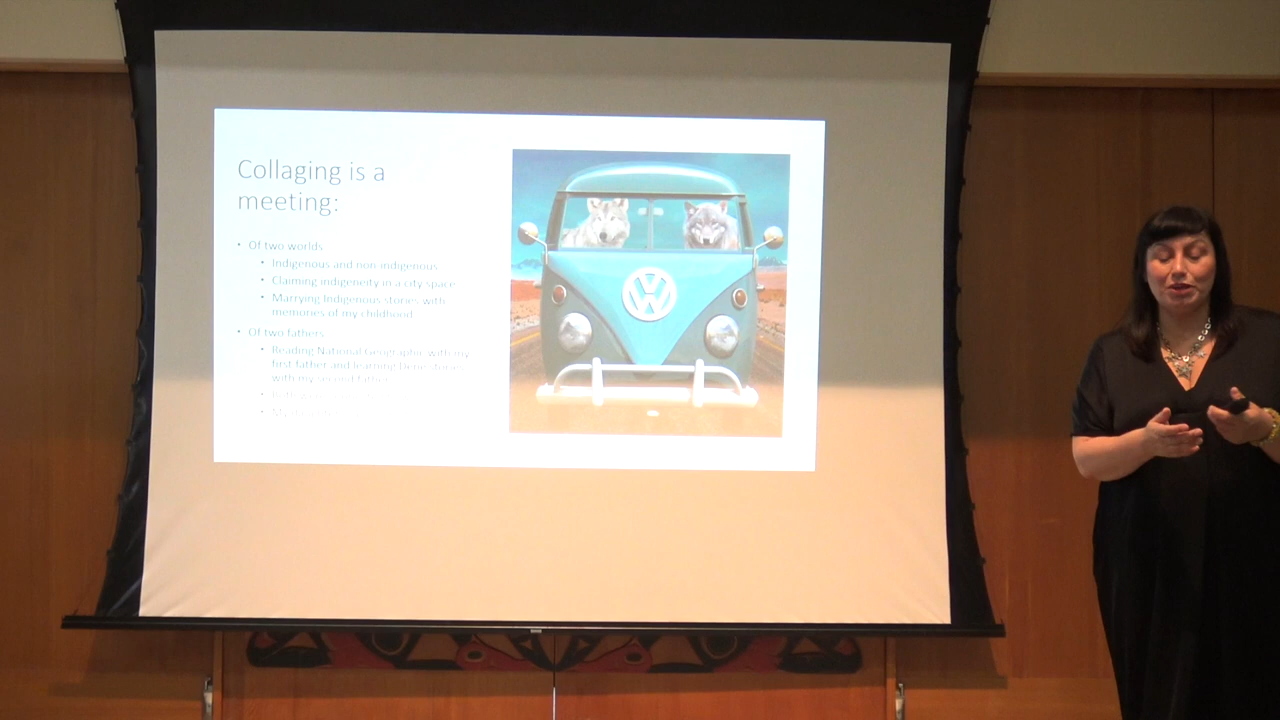 Collaging is a
meeting:
• Of two worlds
• Indigenous and non-indigenous
• Claiming indigeneity in a city space
• Marrying Indigenous stories with
memories of my childhood
• Of two fathers
• Reading National Geographic with my
first father and learning Dene stories
with my second father
VW